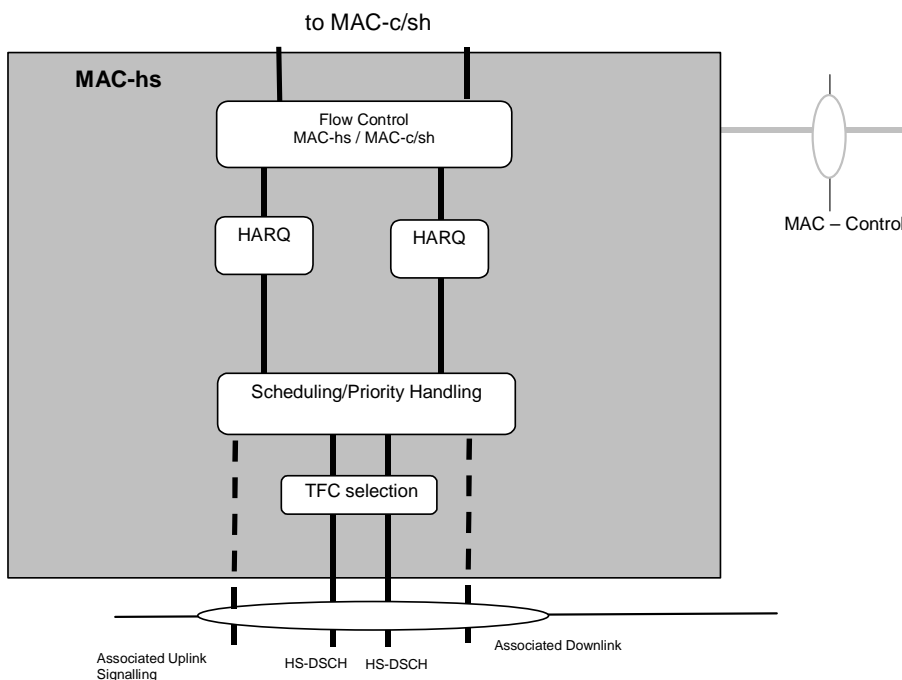 to MAC-c/sh
MAC-hs
Flow Control
MAC-hs / MAC-c/sh
HARQ
HARQ
MAC – Control
Scheduling/Priority Handling
TFC selection
Associated Uplink
Signalling
HS-DSCH
HS-DSCH
Associated Downlink